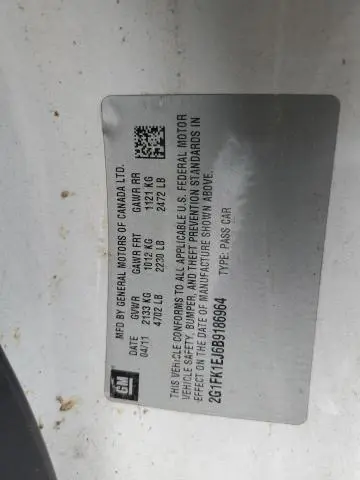 GM
MFD BY GENERAL MOTORS OF CANADA LTD.
DATE GVWR GAWR FRT GAWR RR
04/11 2133 KG 1012 KG 1121 KG
4702 LB 2230 LB 2472 LB
THIS VEHICLE CONFORMS TO ALL APPLICABLE U.S. FEDERAL MOTOR
VEHICLE SAFETY, BUMPER, AND THEFT PREVENTION STANDARDS IN
EFFECT ON THE DATE OF MANUFACTURE SHOWN ABOVE.
2G1FK1EJ6B9186964 TYPE: PASS CAR